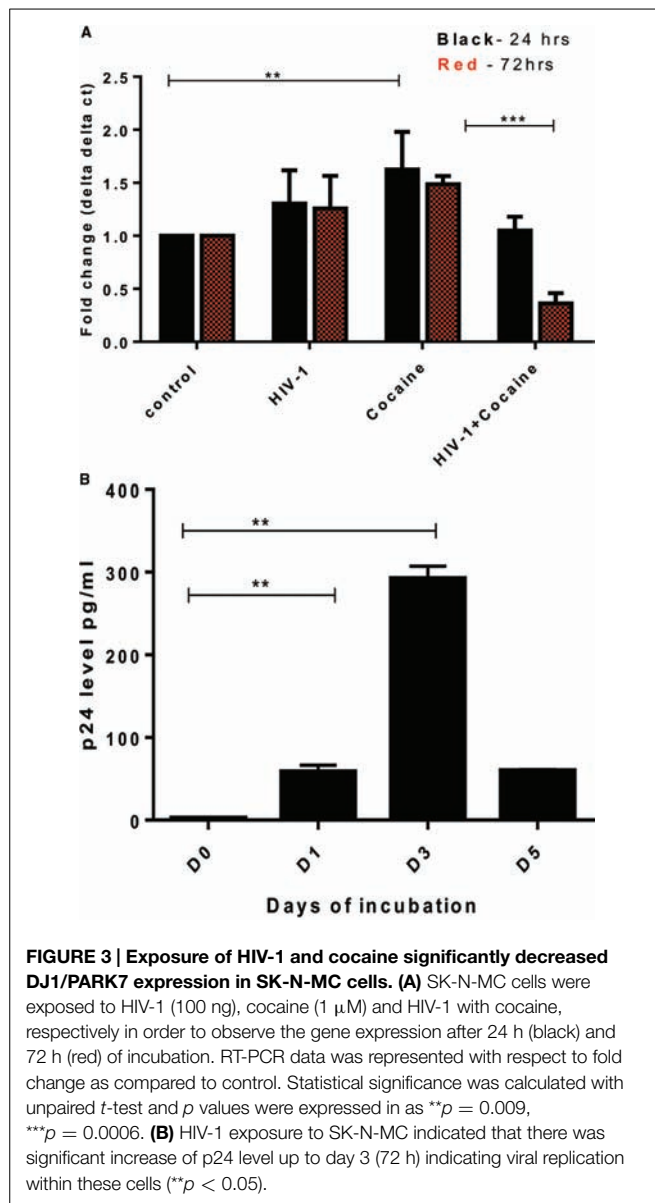 A
Black- 24 hrs
Red - 72hrs
**
***
Fold change (delta delta ct)
2.5
2.0
1.5
1.0
0.5
0.0
control
HIV-1
Cocaine
HIV-1+Cocaine
B
**
**
p24 level pg/ml
400
300
200
100
0
D0
D1
D3
D5
Days of incubation
FIGURE 3 | Exposure of HIV-1 and cocaine significantly decreased
DJ1/PARK7 expression in SK-N-MC cells. (A) SK-N-MC cells were
exposed to HIV-1 (100 ng), cocaine (1 μM) and HIV-1 with cocaine,
respectively in order to observe the gene expression after 24 h (black) and
72 h (red) of incubation. RT-PCR data was represented with respect to fold
change as compared to control. Statistical significance was calculated with
unpaired t-test and p values were expressed in as **p = 0.009,
***p = 0.0006. (B) HIV-1 exposure to SK-N-MC indicated that there was
significant increase of p24 level up to day 3 (72 h) indicating viral replication
within these cells (**p < 0.05).